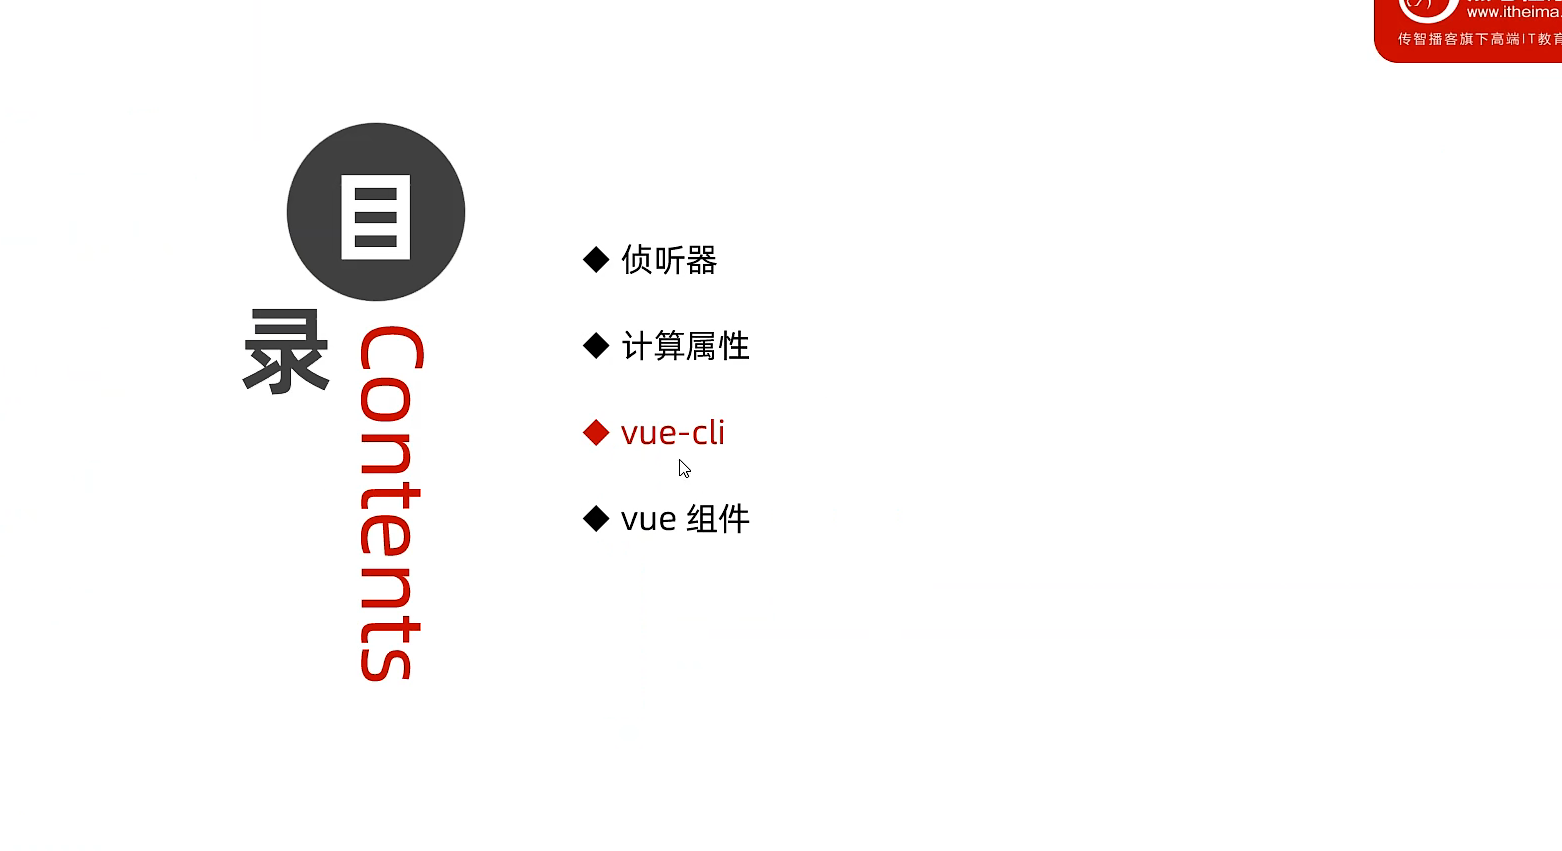 www.itheima.
传智播客旗下高端IT教育
目
录
Contents
侦听器
计算属性
vue-cli
vue 组件